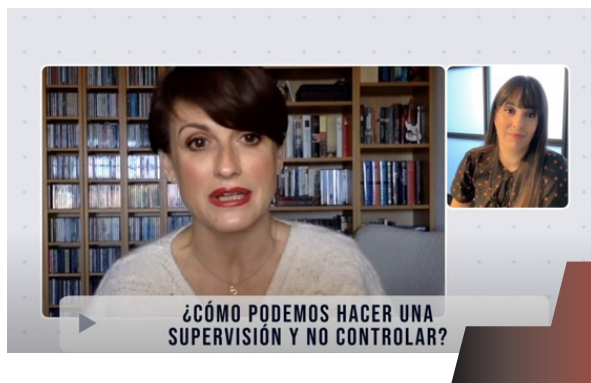 ¿CÓMO PODEMOS HACER UNA
SUPERVISIÓN Y NO CONTROLAR?